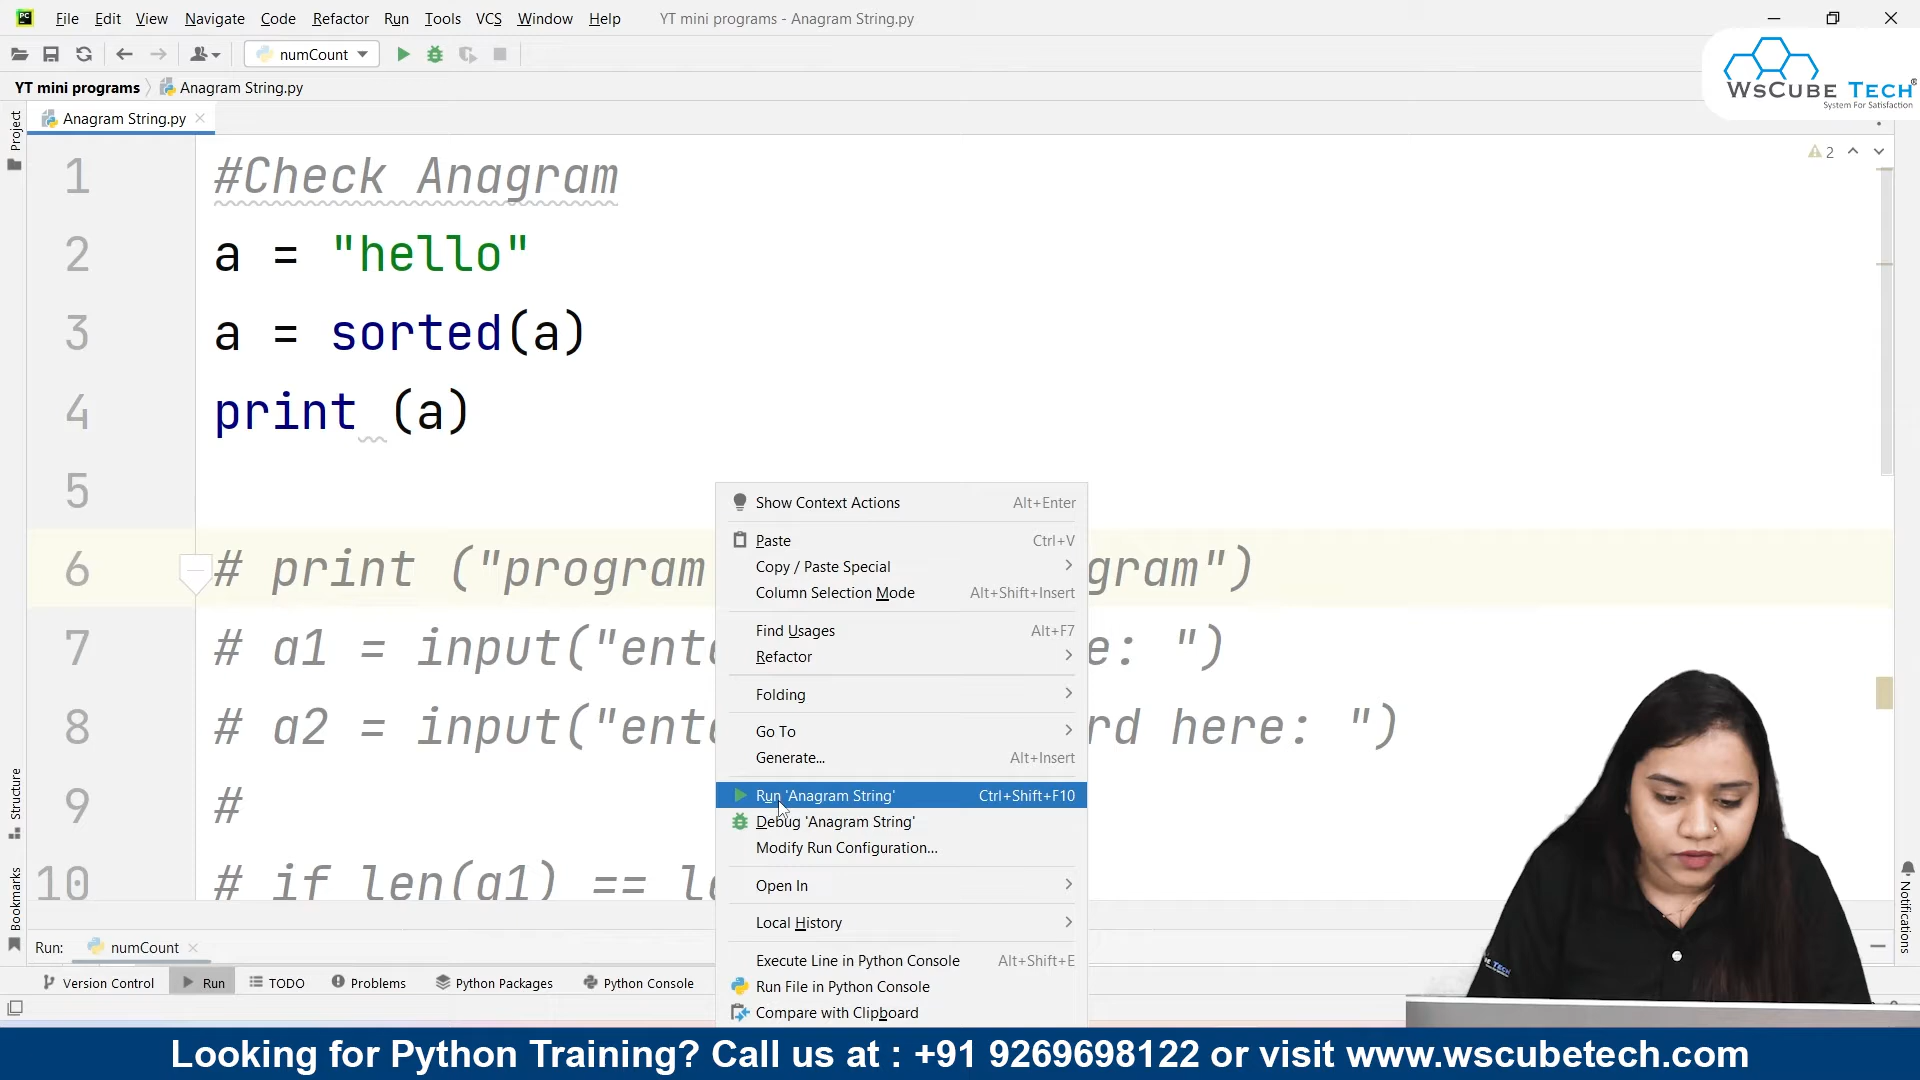 PC File Edit View Navigate Code Refactor Run Tools VCS Window Help YT mini programs - Anagram String.py
numCount
WsCube Tech®
System For Satisfaction
YT mini programs Anagram String.py
Anagram String.py
Project
2
1 #Check Anagram
2 a = "hello"
3 a = sorted(a)
4 print (a)
5
6 # print ("program gram")
7 # a1 = input("ente e: ")
8 # a2 = input("ente rd here: ")
9 #
10 # if len(a1) == le
Show Context Actions Alt+Enter
Paste Ctrl+V
Copy / Paste Special
Column Selection Mode Alt+Shift+Insert
Find Usages Alt+F7
Refactor
Folding
Go To
Generate... Alt+Insert
Run 'Anagram String' Ctrl+Shift+F10
Debug 'Anagram String'
Modify Run Configuration...
Open In
Local History
Execute Line in Python Console Alt+Shift+E
Run File in Python Console
Compare with Clipboard
Structure
Bookmarks
Notifications
Run: numCount
Version Control Run TODO Problems Python Packages Python Console
Looking for Python Training? Call us at : +91 9269698122 or visit www.wscubetech.com